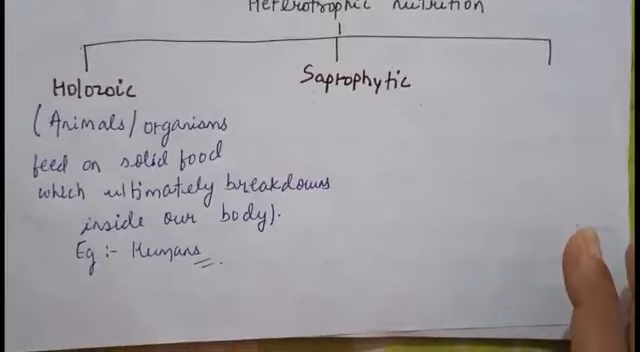 Heterotrophic nutrition
Holozoic
Saprophytic
(Animals/organisms
feed on solid food
which ultimately breakdowns
inside our body).
Eg :- Humans.